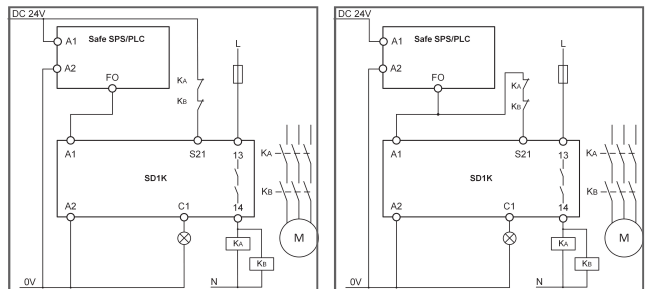 DC 24V
A1 Safe SPS/PLC
A2
FO
L
KA
KB
A1 S21 13
SD1K
A2 C1 14
KA
KB
M
KA
KB
0V N
DC 24V
A1 Safe SPS/PLC
A2
FO
L
KA
KB
A1 S21 13
SD1K
A2 C1 14
KA
KB
M
KA
KB
0V N